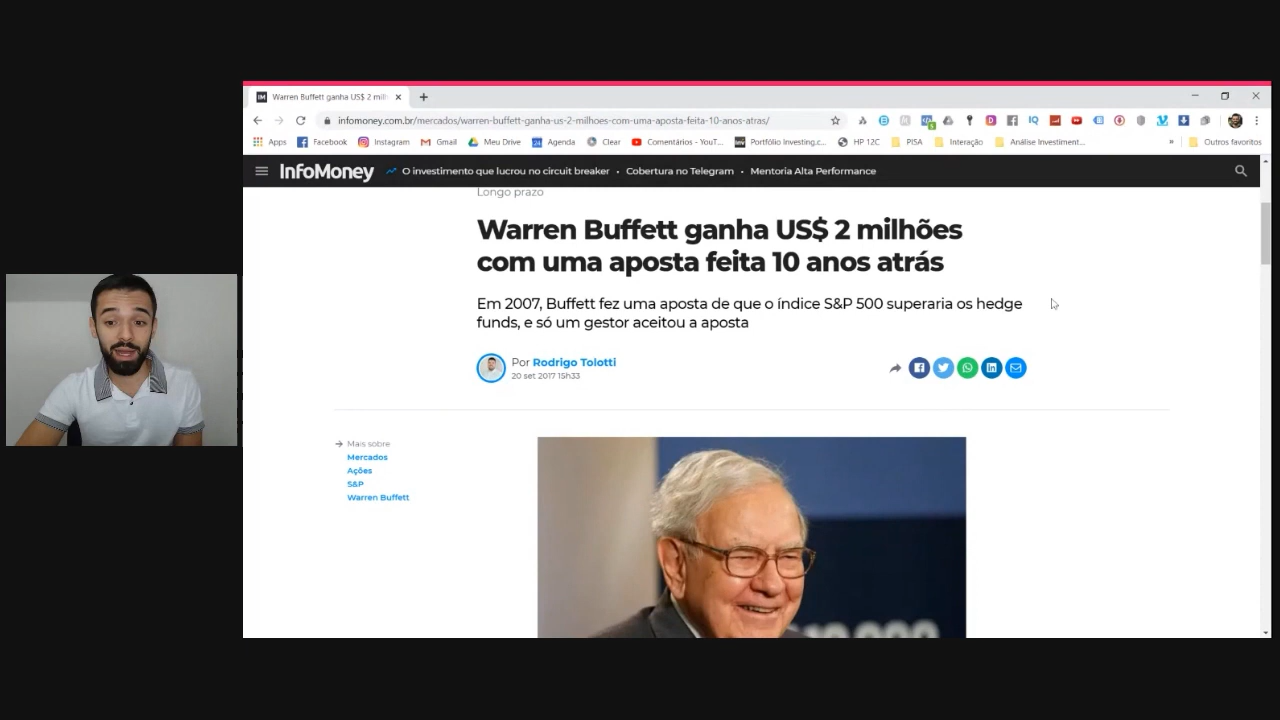 Warren Buffett ganha US$ 2 mil
infomoney.com.br/mercados/warren-buffett-ganha-us-2-milhoes-com-uma-aposta-feita-10-anos-atras/
Apps Facebook Instagram Gmail Meu Drive Agenda Clear Comentários - YouT... Portfólio Investing.c... HP 12C PISA Interação Análise Investiment... » Outros favoritos
InfoMoney O investimento que lucrou no circuit breaker • Cobertura no Telegram • Mentoria Alta Performance
Longo prazo
Warren Buffett ganha US$ 2 milhões
com uma aposta feita 10 anos atrás
Em 2007, Buffett fez uma aposta de que o índice S&P 500 superaria os hedge
funds, e só um gestor aceitou a aposta
Por Rodrigo Tolotti
20 set 2017 15h33
Mais sobre
Mercados
Ações
S&P
Warren Buffett